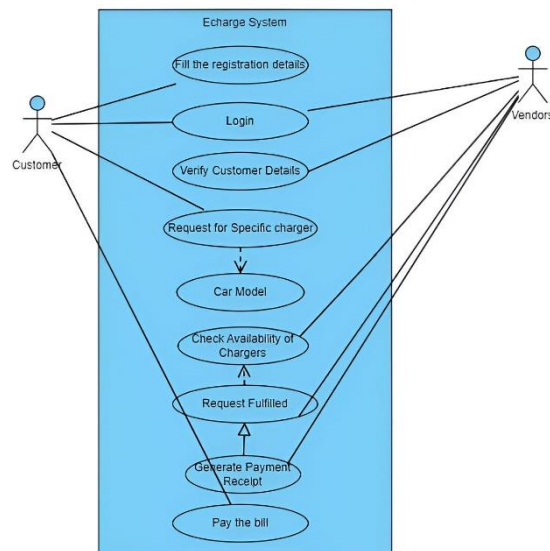 Echarge System
Fill the registration details
Login
Customer
Vendors
Verify Customer Details
Request for Specific charger
Car Model
Check Availability of
Chargers
Request Fulfilled
Generate Payment
Receipt
Pay the bill